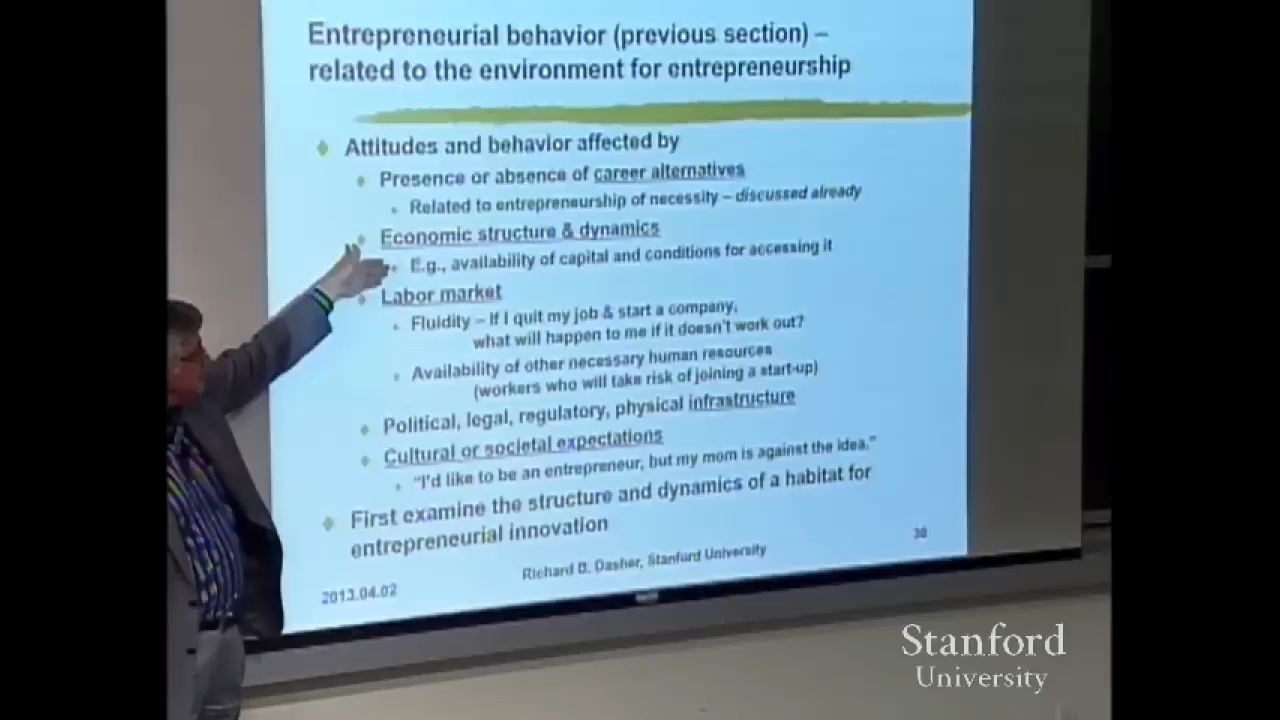 Entrepreneurial behavior (previous section) –
related to the environment for entrepreneurship
Attitudes and behavior affected by
Presence or absence of career alternatives
Related to entrepreneurship of necessity – discussed already
Economic structure & dynamics
E.g., availability of capital and conditions for accessing it
Labor market
Fluidity – If I quit my job & start a company,
what will happen to me if it doesn't work out?
Availability of other necessary human resources
(workers who will take risk of joining a start-up)
Political, legal, regulatory, physical infrastructure
Cultural or societal expectations
"I'd like to be an entrepreneur, but my mom is against the idea."
First examine the structure and dynamics of a habitat for
entrepreneurial innovation
2013.04.02
Richard B. Dasher, Stanford University
30
Stanford
University